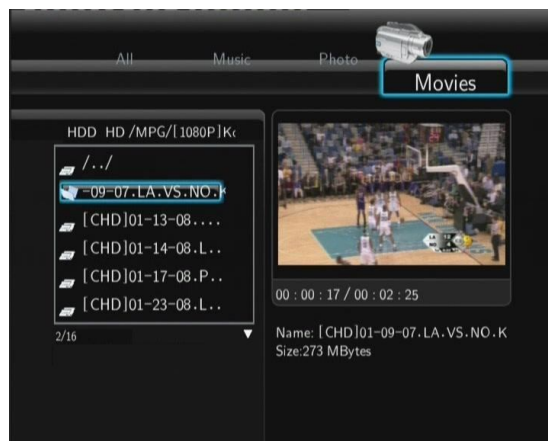 All Music Photo Movies
HDD HD/MPG/[1080P]K
/../
-09-07.LA.VS.NO.K
[CHD]01-13-08....
[CHD]01-14-08.L..
[CHD]01-17-08.P..
[CHD]01-23-08.L..
2/16
00 : 00 : 17 / 00 : 02 : 25
Name: [CHD]01-09-07.LA.VS.NO.K
Size:273 MBytes